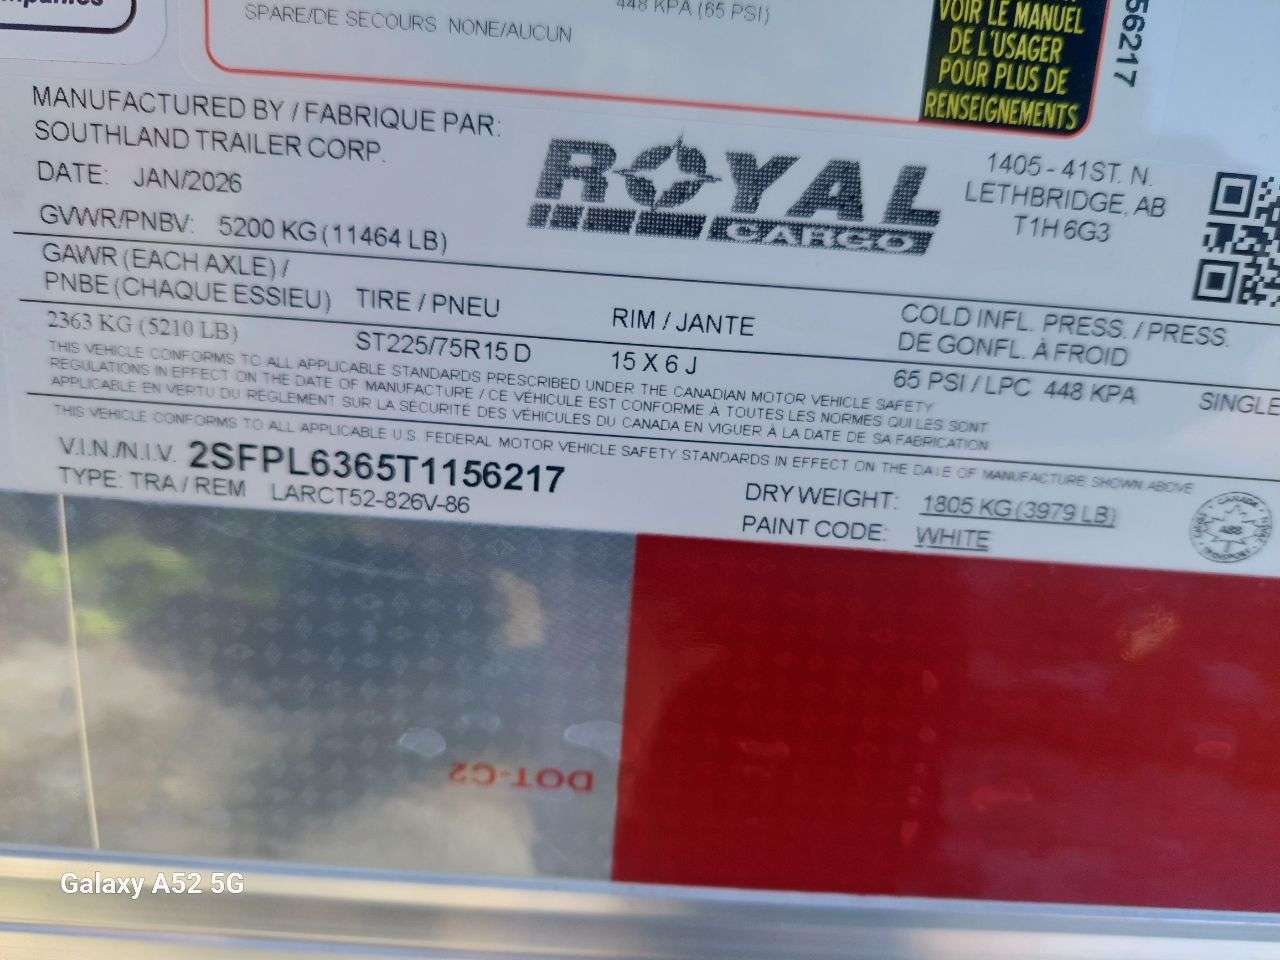 SPARE/DE SECOURS NONE/AUCUN
448 KPA (65 PSI)
VOIR LE MANUEL
DE L'USAGER
POUR PLUS DE
RENSEIGNEMENTS
56217
MANUFACTURED BY / FABRIQUE PAR:
SOUTHLAND TRAILER CORP.
DATE: JAN/2026
GVWR/PNBV: 5200 KG (11464 LB)
ROYAL
CARGO
1405 - 41ST. N.
LETHBRIDGE, AB
T1H 6G3
GAWR (EACH AXLE) /
PNBE (CHAQUE ESSIEU)
TIRE / PNEU
RIM / JANTE
COLD INFL. PRESS. / PRESS.
DE GONFL. À FROID
2363 KG (5210 LB)
ST225/75R15 D
15 X 6 J
65 PSI / LPC 448 KPA
SINGLE
THIS VEHICLE CONFORMS TO ALL APPLICABLE STANDARDS PRESCRIBED UNDER THE CANADIAN MOTOR VEHICLE SAFETY
REGULATIONS IN EFFECT ON THE DATE OF MANUFACTURE / CE VÉHICULE EST CONFORME À TOUTES LES NORMES QUI LES SONT
APPLICABLE EN VERTU DU RÈGLEMENT SUR LA SÉCURITÉ DES VÉHICULES DU CANADA EN VIGUER À LA DATE DE SA FABRICATION
THIS VEHICLE CONFORMS TO ALL APPLICABLE U.S. FEDERAL MOTOR VEHICLE SAFETY STANDARDS IN EFFECT ON THE DATE OF MANUFACTURE SHOWN ABOVE
V.I.N./N.I.V. 2SFPL6365T1156217
TYPE: TRA / REM LARCT52-826V-86
DRY WEIGHT: 1805 KG (3979 LB)
PAINT CODE: WHITE
DOT-C2
Galaxy A52 5G